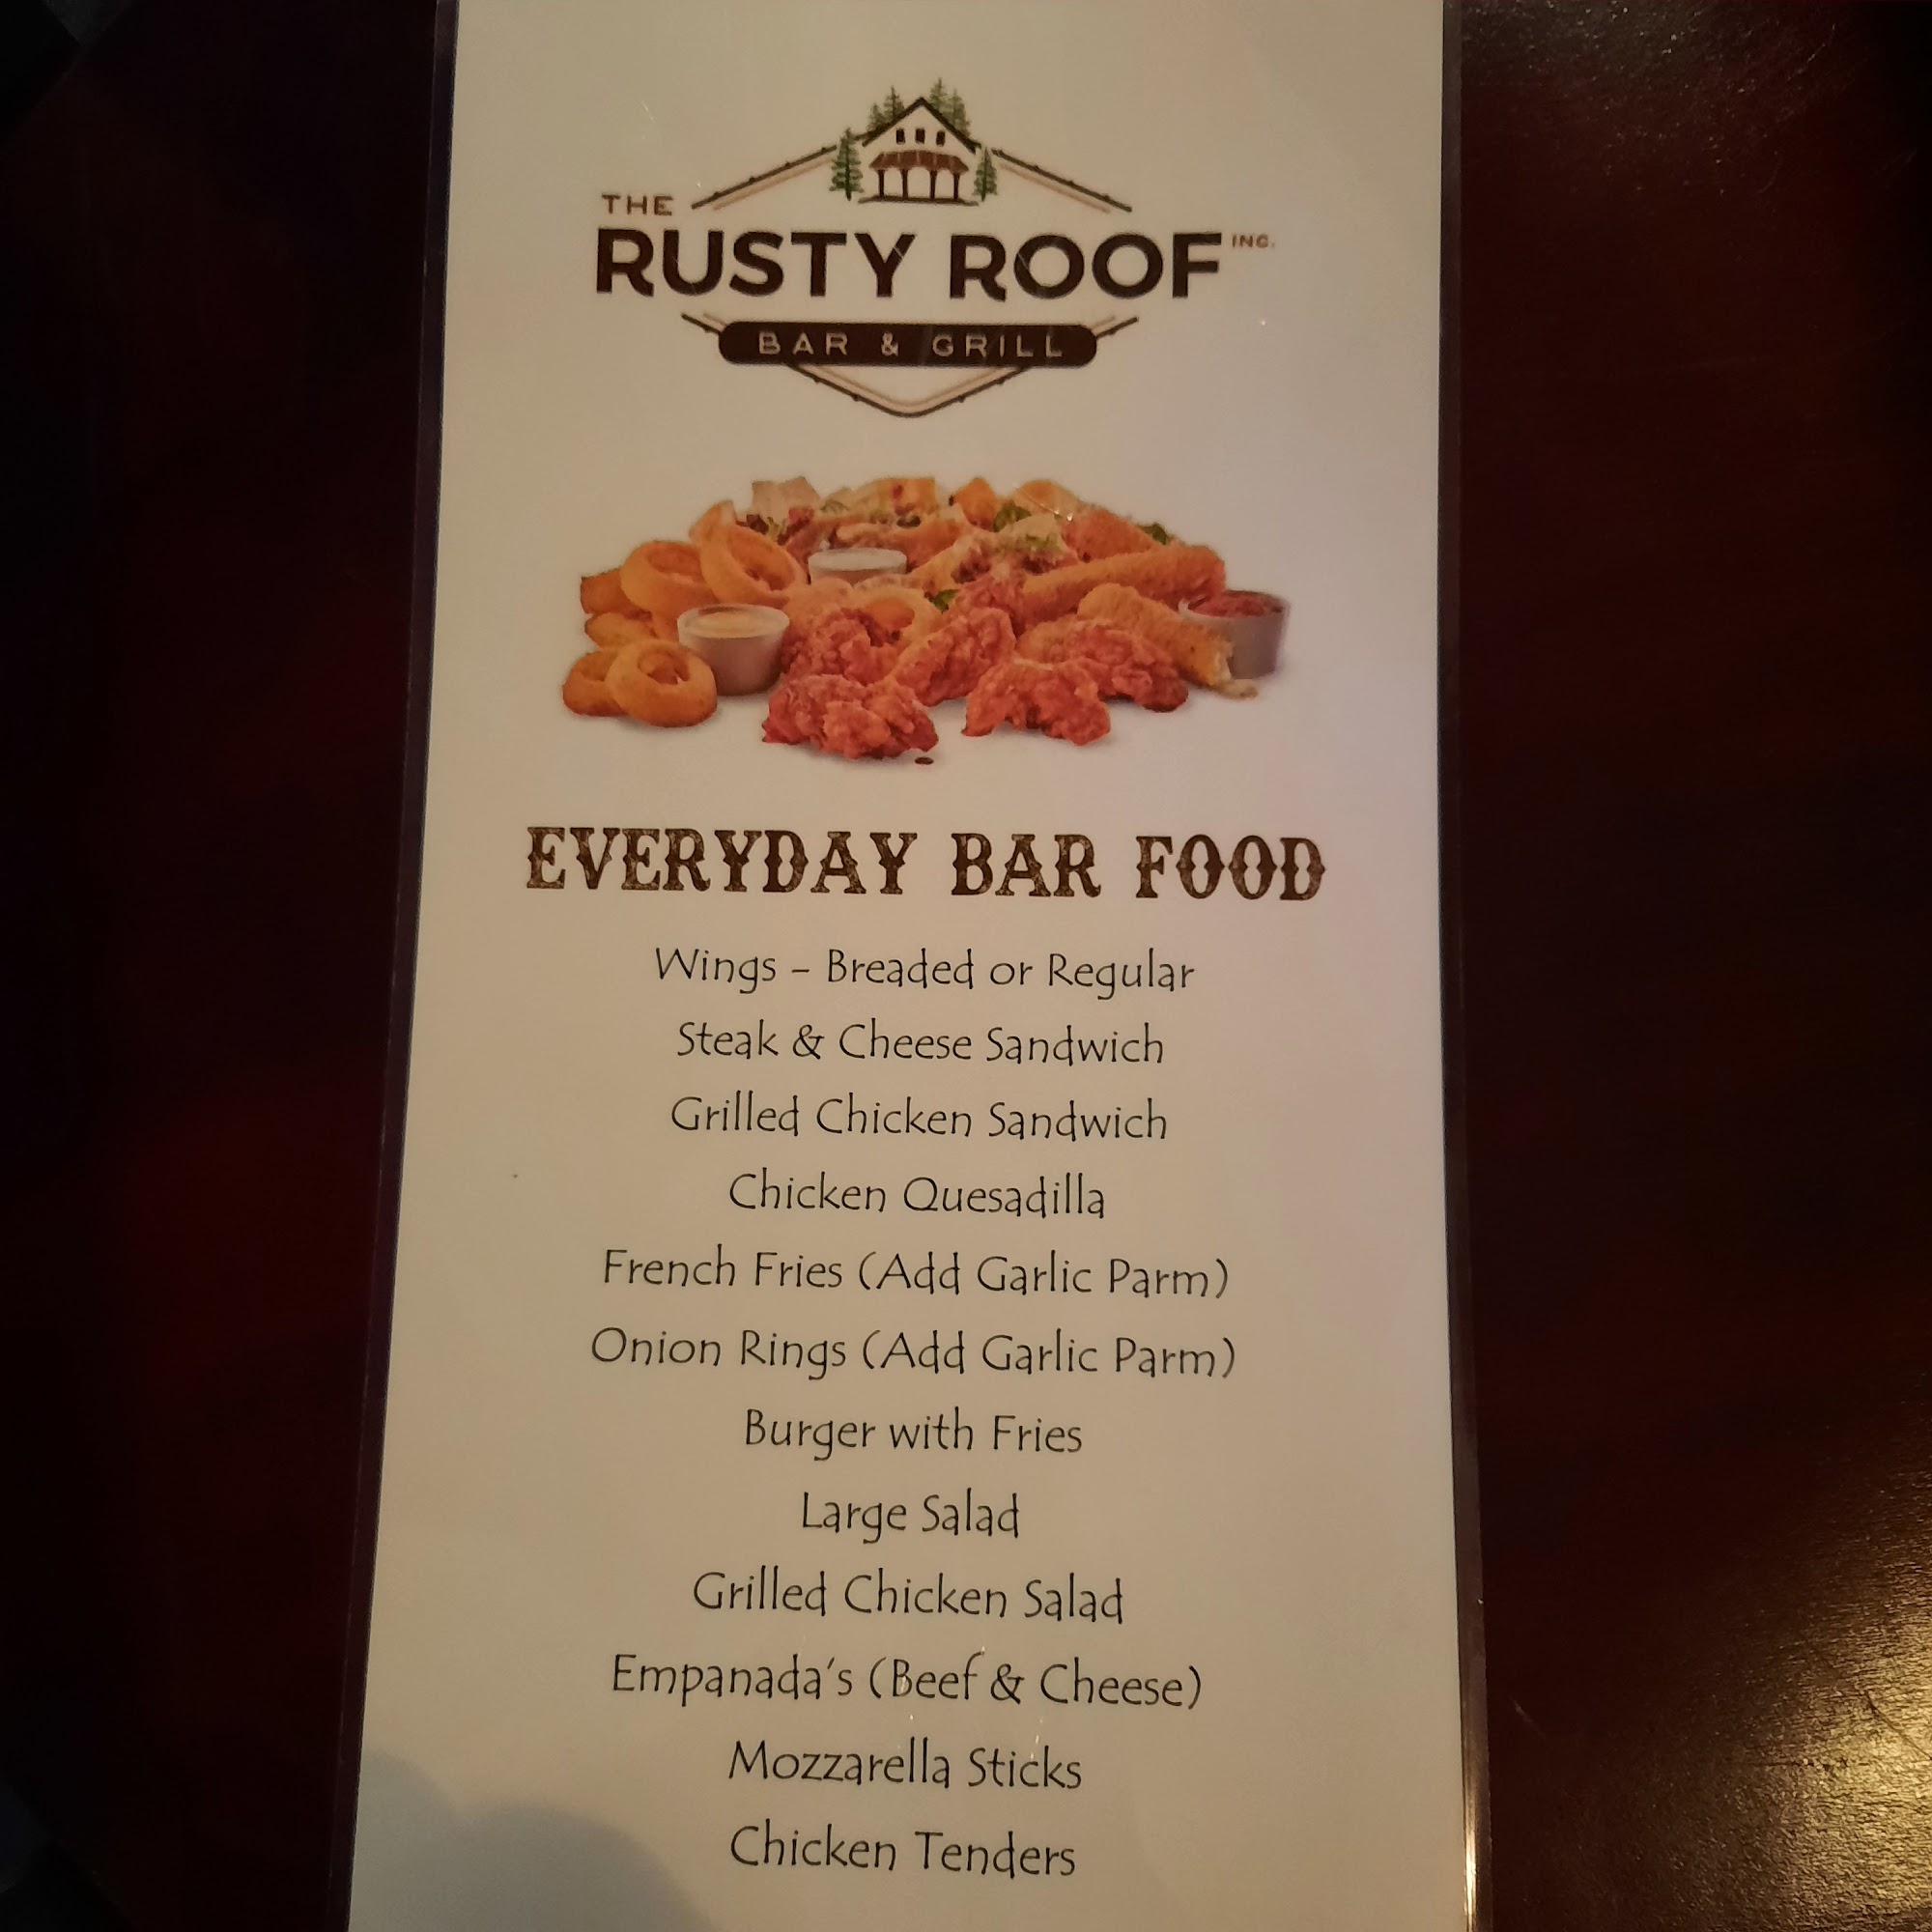 THE
RUSTY ROOF INC.
BAR & GRILL
EVERYDAY BAR FOOD
Wings - Breaded or Regular
Steak & Cheese Sandwich
Grilled Chicken Sandwich
Chicken Quesadilla
French Fries (Add Garlic Parm)
Onion Rings (Add Garlic Parm)
Burger with Fries
Large Salad
Grilled Chicken Salad
Empanada's (Beef & Cheese)
Mozzarella Sticks
Chicken Tenders